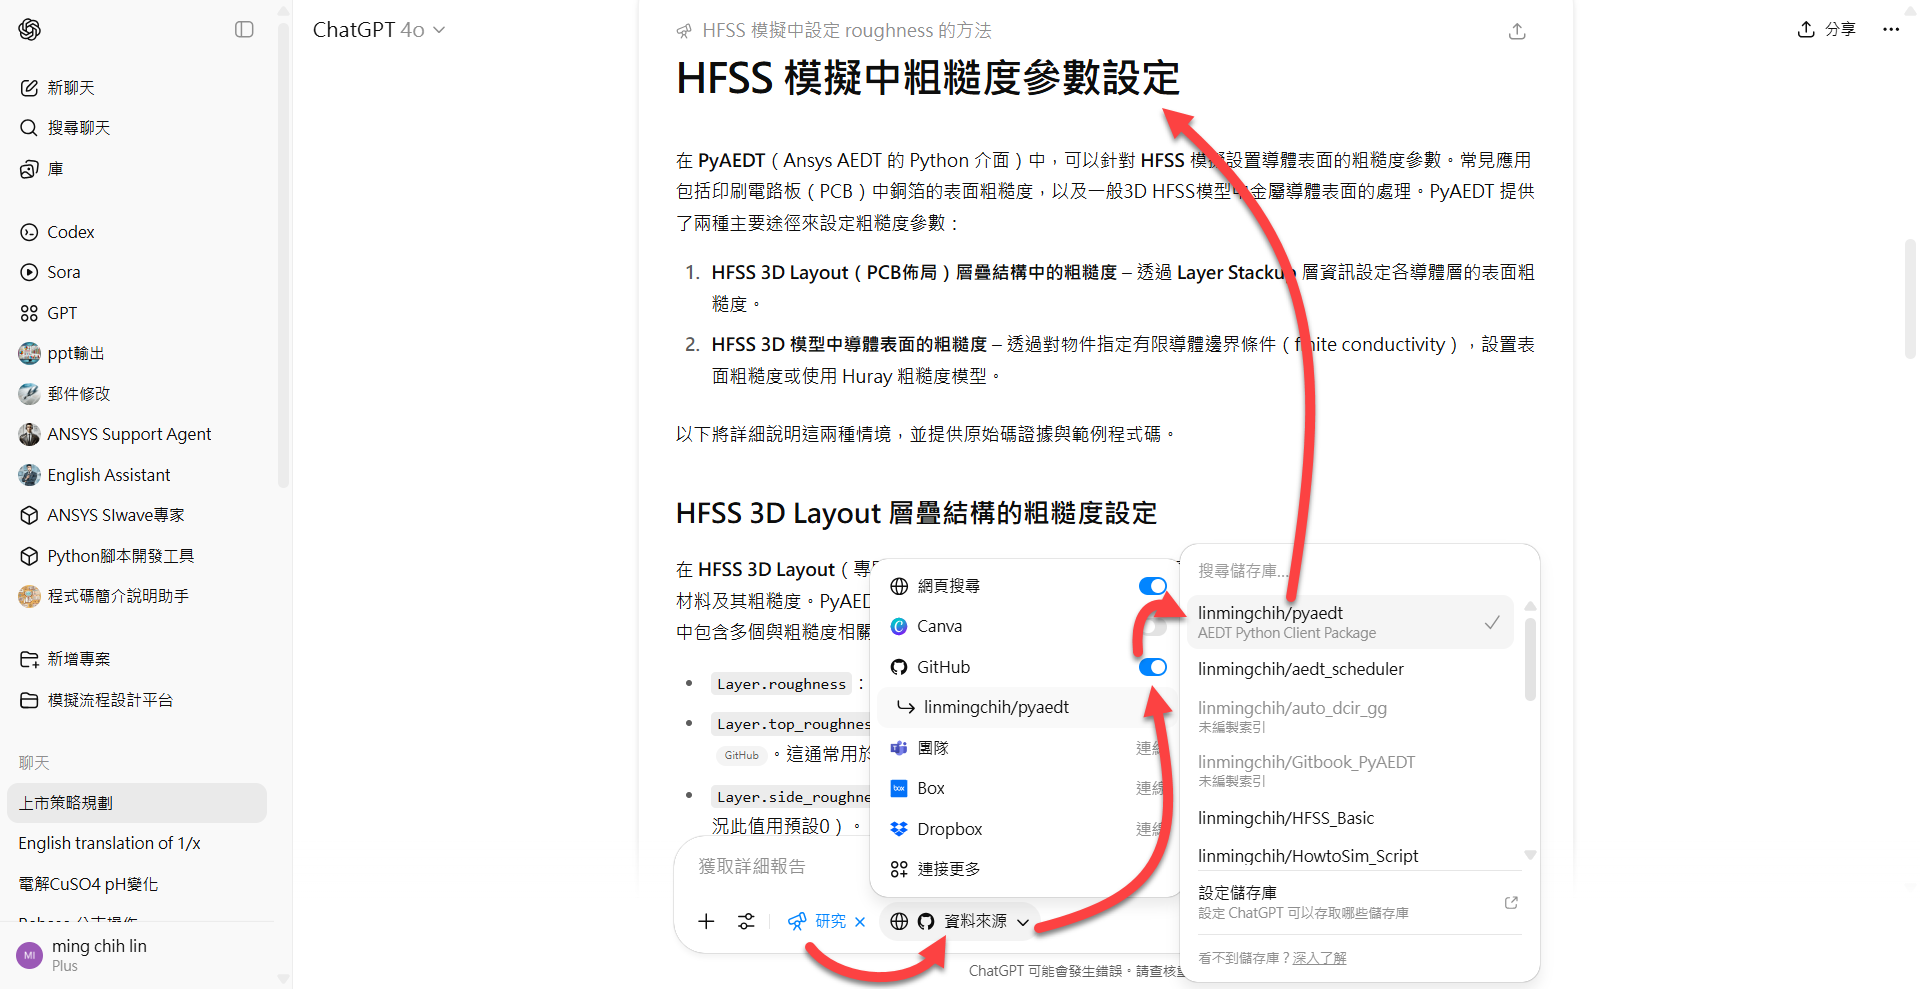 ChatGPT 4o
分享
新聊天
搜尋聊天
庫
Codex
Sora
GPT
ppt輸出
郵件修改
ANSYS Support Agent
English Assistant
ANSYS SIwave專家
Python腳本開發工具
程式碼簡介說明助手
新增專案
模擬流程設計平台
聊天
上市策略規劃
English translation of 1/x
電解CuSO4 pH變化
MI
ming chih lin
Plus
HFSS 模擬中設定 roughness 的方法
HFSS 模擬中粗糙度參數設定
在 PyAEDT（Ansys AEDT 的 Python 介面）中，可以針對 HFSS 模擬設置導體表面的粗糙度參數。常見應用
包括印刷電路板（PCB）中銅箔的表面粗糙度，以及一般3D HFSS模型中金屬導體表面的處理。PyAEDT 提供
了兩種主要途徑來設定粗糙度參數：
1. HFSS 3D Layout（PCB佈局）層疊結構中的粗糙度 – 透過 Layer Stackup 層資訊設定各導體層的表面粗
糙度。
2. HFSS 3D 模型中導體表面的粗糙度 – 透過對物件指定有限導體邊界條件（finite conductivity），設置表
面粗糙度或使用 Huray 粗糙度模型。
以下將詳細說明這兩種情境，並提供原始碼證據與範例程式碼。
HFSS 3D Layout 層疊結構的粗糙度設定
在 HFSS 3D Layout（專
材料及其粗糙度。PyAED
中包含多個與粗糙度相關
Layer.roughness：
Layer.top_roughnes
GitHub 。這通常用於
Layer.side_roughne
況此值用預設0）。
獲取詳細報告
研究
資料來源
ChatGPT 可能會發生錯誤。請查核
網頁搜尋
Canva
GitHub
linmingchih/pyaedt
團隊 連
Box
box
連
Dropbox 連
連接更多
搜尋儲存庫...
linmingchih/pyaedt
AEDT Python Client Package
linmingchih/aedt_scheduler
linmingchih/auto_dcir_gg
未編製索引
linmingchih/Gitbook_PyAEDT
未編製索引
linmingchih/HFSS_Basic
linmingchih/HowtoSim_Script
設定儲存庫
設定 ChatGPT 可以存取哪些儲存庫
看不到儲存庫？深入了解